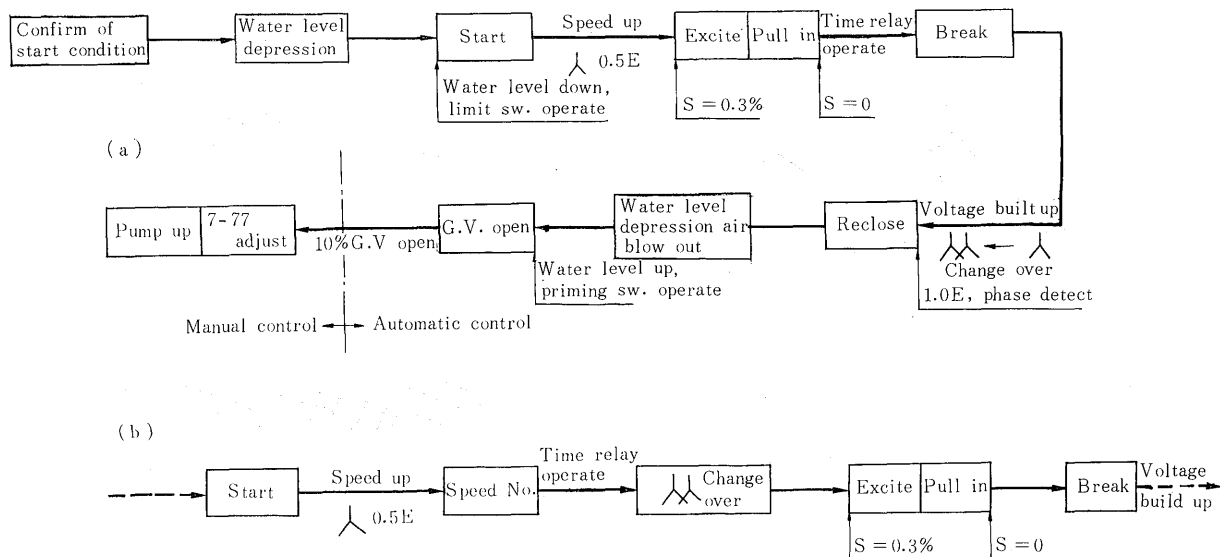 Confirm of
start condition
Water level
depression
Start
Speed up
0.5E
Water level down,
limit sw. operate
Excite
Pull in
S=0.3%
S=0
Time relay
operate
Break
(a)
Voltage built up
Change over
1.0E, phase detect
Reclose
Water level
depression air
blow out
G.V. open
Water level up,
priming sw. operate
10% G.V open
7-77
adjust
Pump up
Manual control
Automatic control
(b)
Start
Speed up
0.5E
Speed No.
Time relay
operate
Change
over
Excite
Pull in
S=0.3%
S=0
Break
Voltage
build up